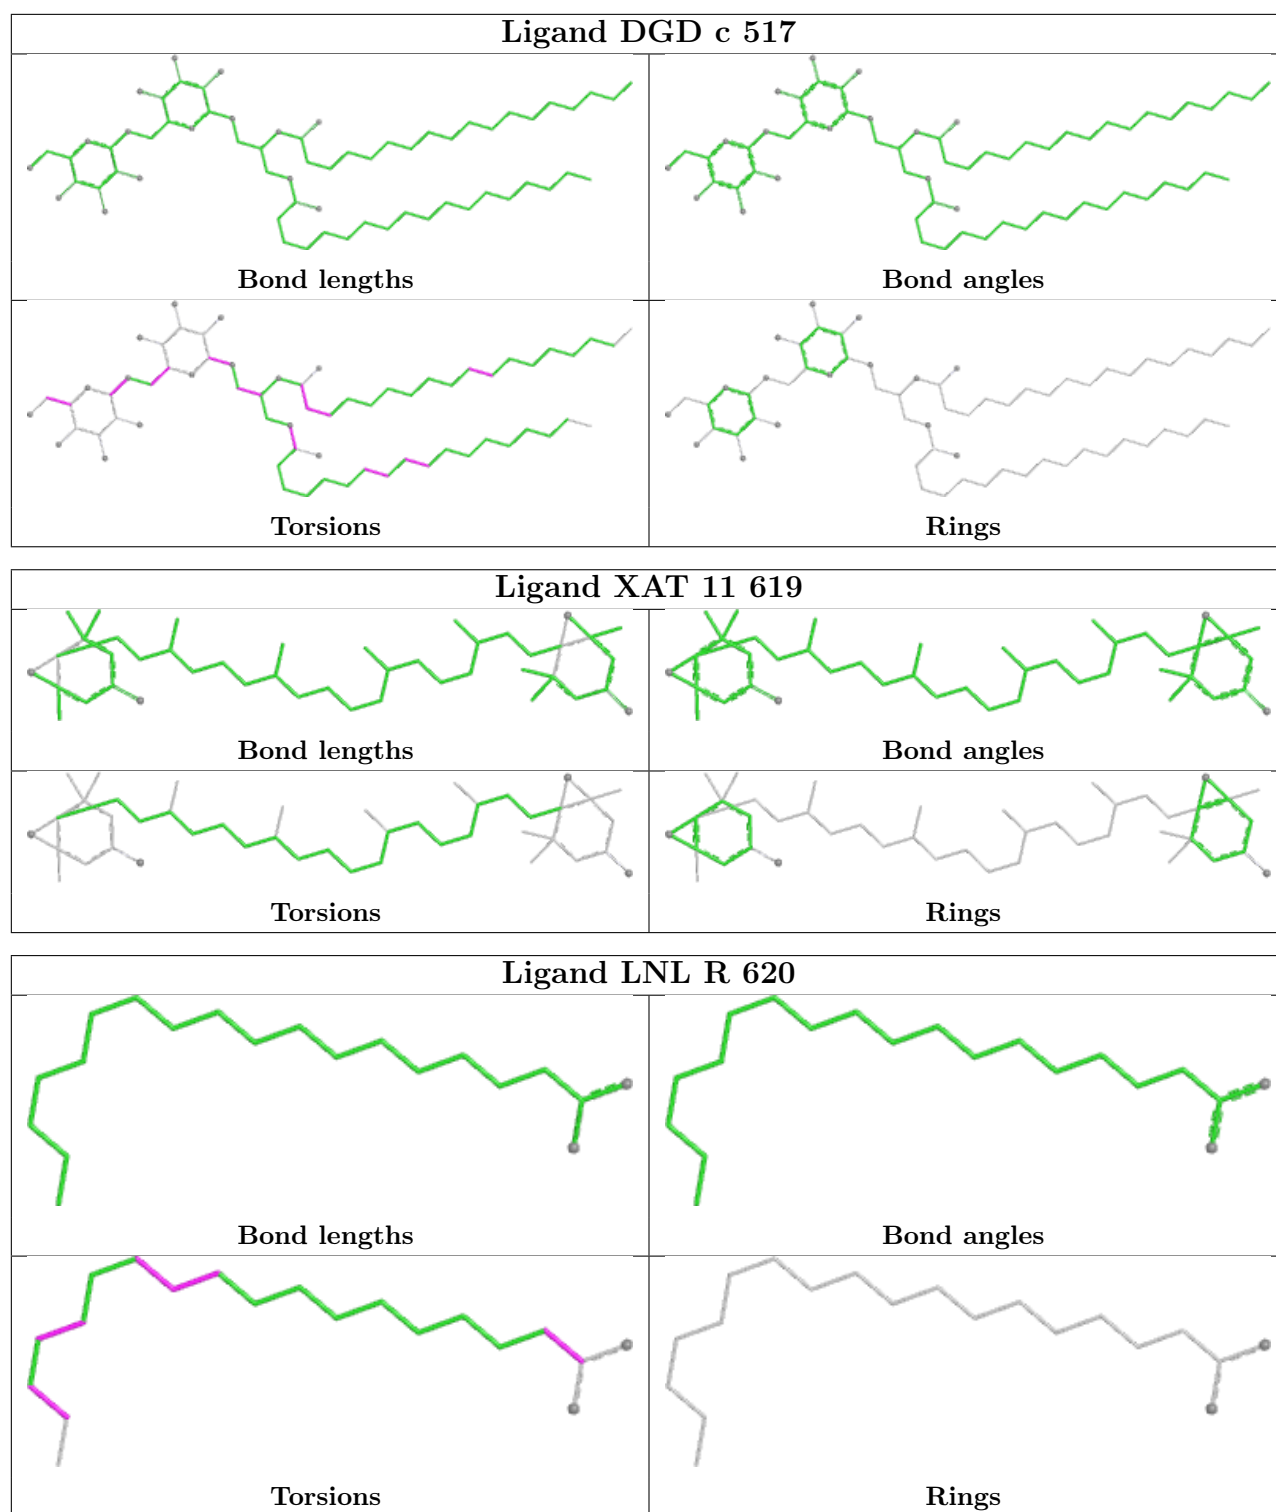 Ligand DGD c 517
Bond lengths
Bond angles
Torsions
Rings
Ligand XAT 11 619
Bond lengths
Bond angles
Torsions
Rings
Ligand LNL R 620
Bond lengths
Bond angles
Torsions
Rings